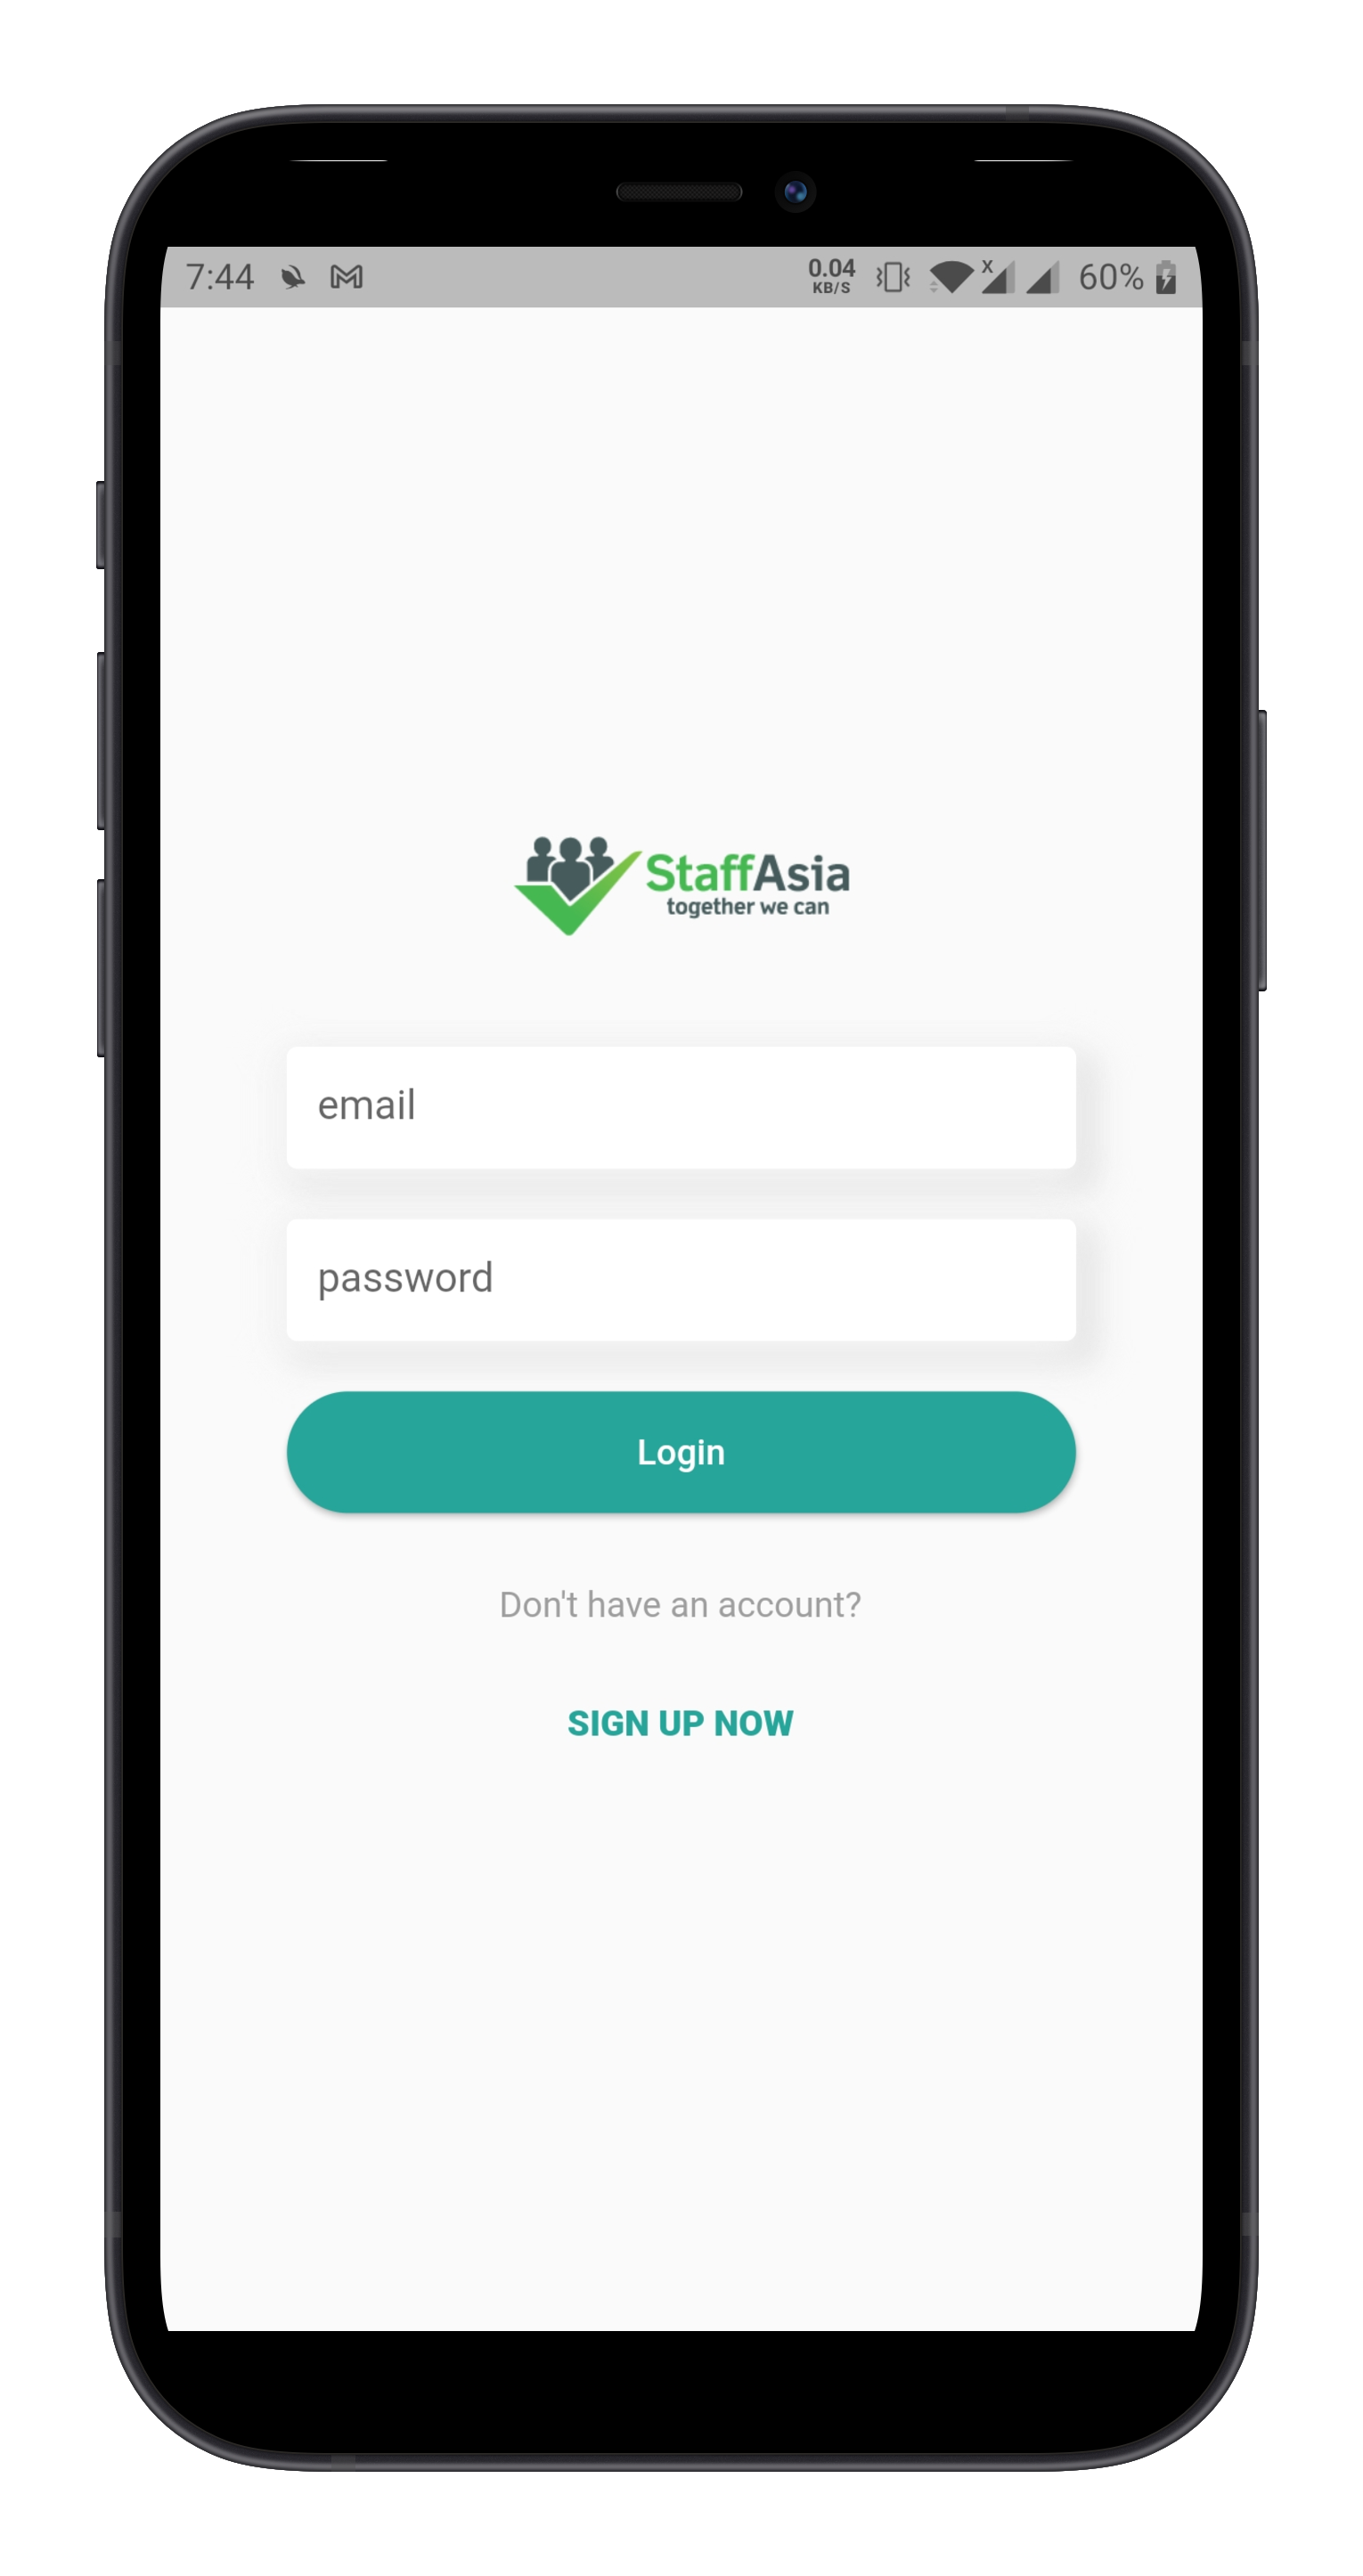 7:44
0.04
KB/S
X
60%
StaffAsia
together we can
email
password
Login
Don't have an account?
SIGN UP NOW